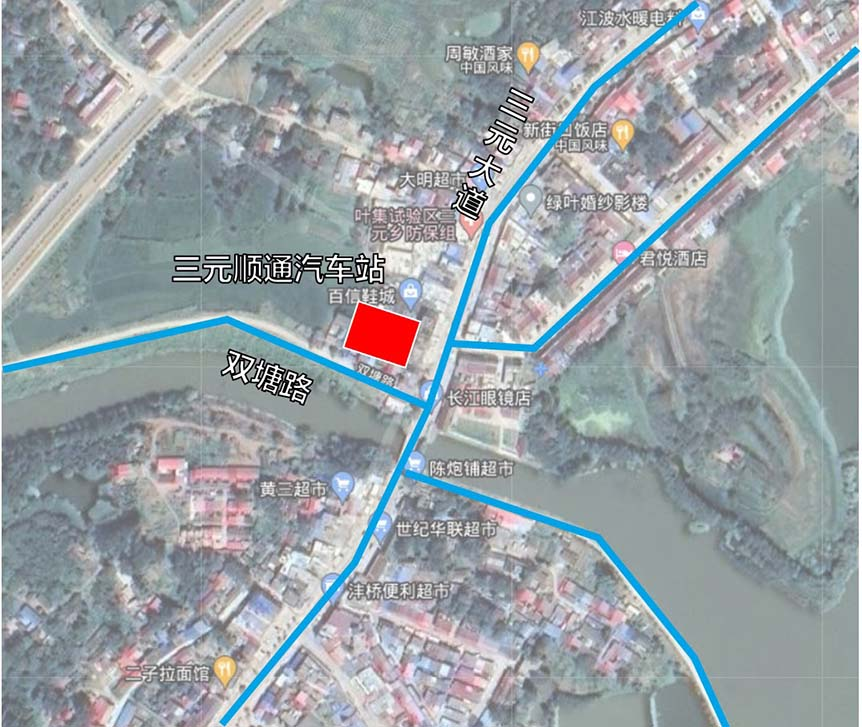 江波水暖电料
周敏酒家
中国风味
三元大道
新街口饭店
中国风味
大明超市
绿叶婚纱影楼
叶集试验区三
元乡防保组
君悦酒店
三元顺通汽车站
百信鞋城
双塘路
双塘路
长江眼镜店
陈炮铺超市
黄三超市
世纪华联超市
沣桥便利超市
二子拉面馆